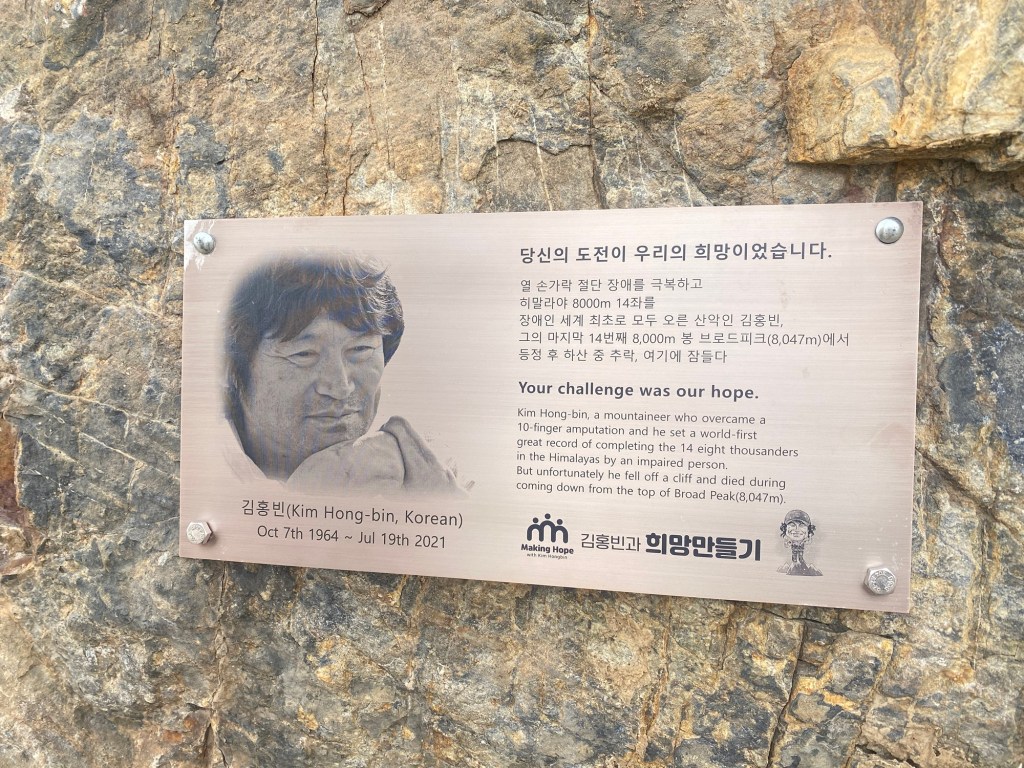 당신의 도전이 우리의 희망이었습니다.
열 손가락 절단 장애를 극복하고
히말라야 8000m 14좌를
장애인 세계 최초로 모두 오른 산악인 김홍빈,
그의 마지막 14번째 8,000m 봉 브로드피크(8,047m)에서
등정 후 하산 중 추락, 여기에 잠들다
Your challenge was our hope.
Kim Hong-bin, a mountaineer who overcame a
10-finger amputation and he set a world-first
great record of completing the 14 eight thousanders
in the Himalayas by an impaired person.
But unfortunately he fell off a cliff and died during
coming down from the top of Broad Peak(8,047m).
김홍빈(Kim Hong-bin, Korean)
Oct 7th 1964 ~ Jul 19th 2021
Making Hope
with Kim Hongbin
김홍빈과 희망만들기